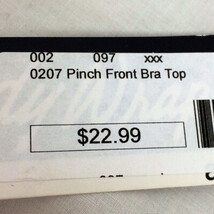 002 097 xxx
0207 Pinch Front Bra Top
$22.99